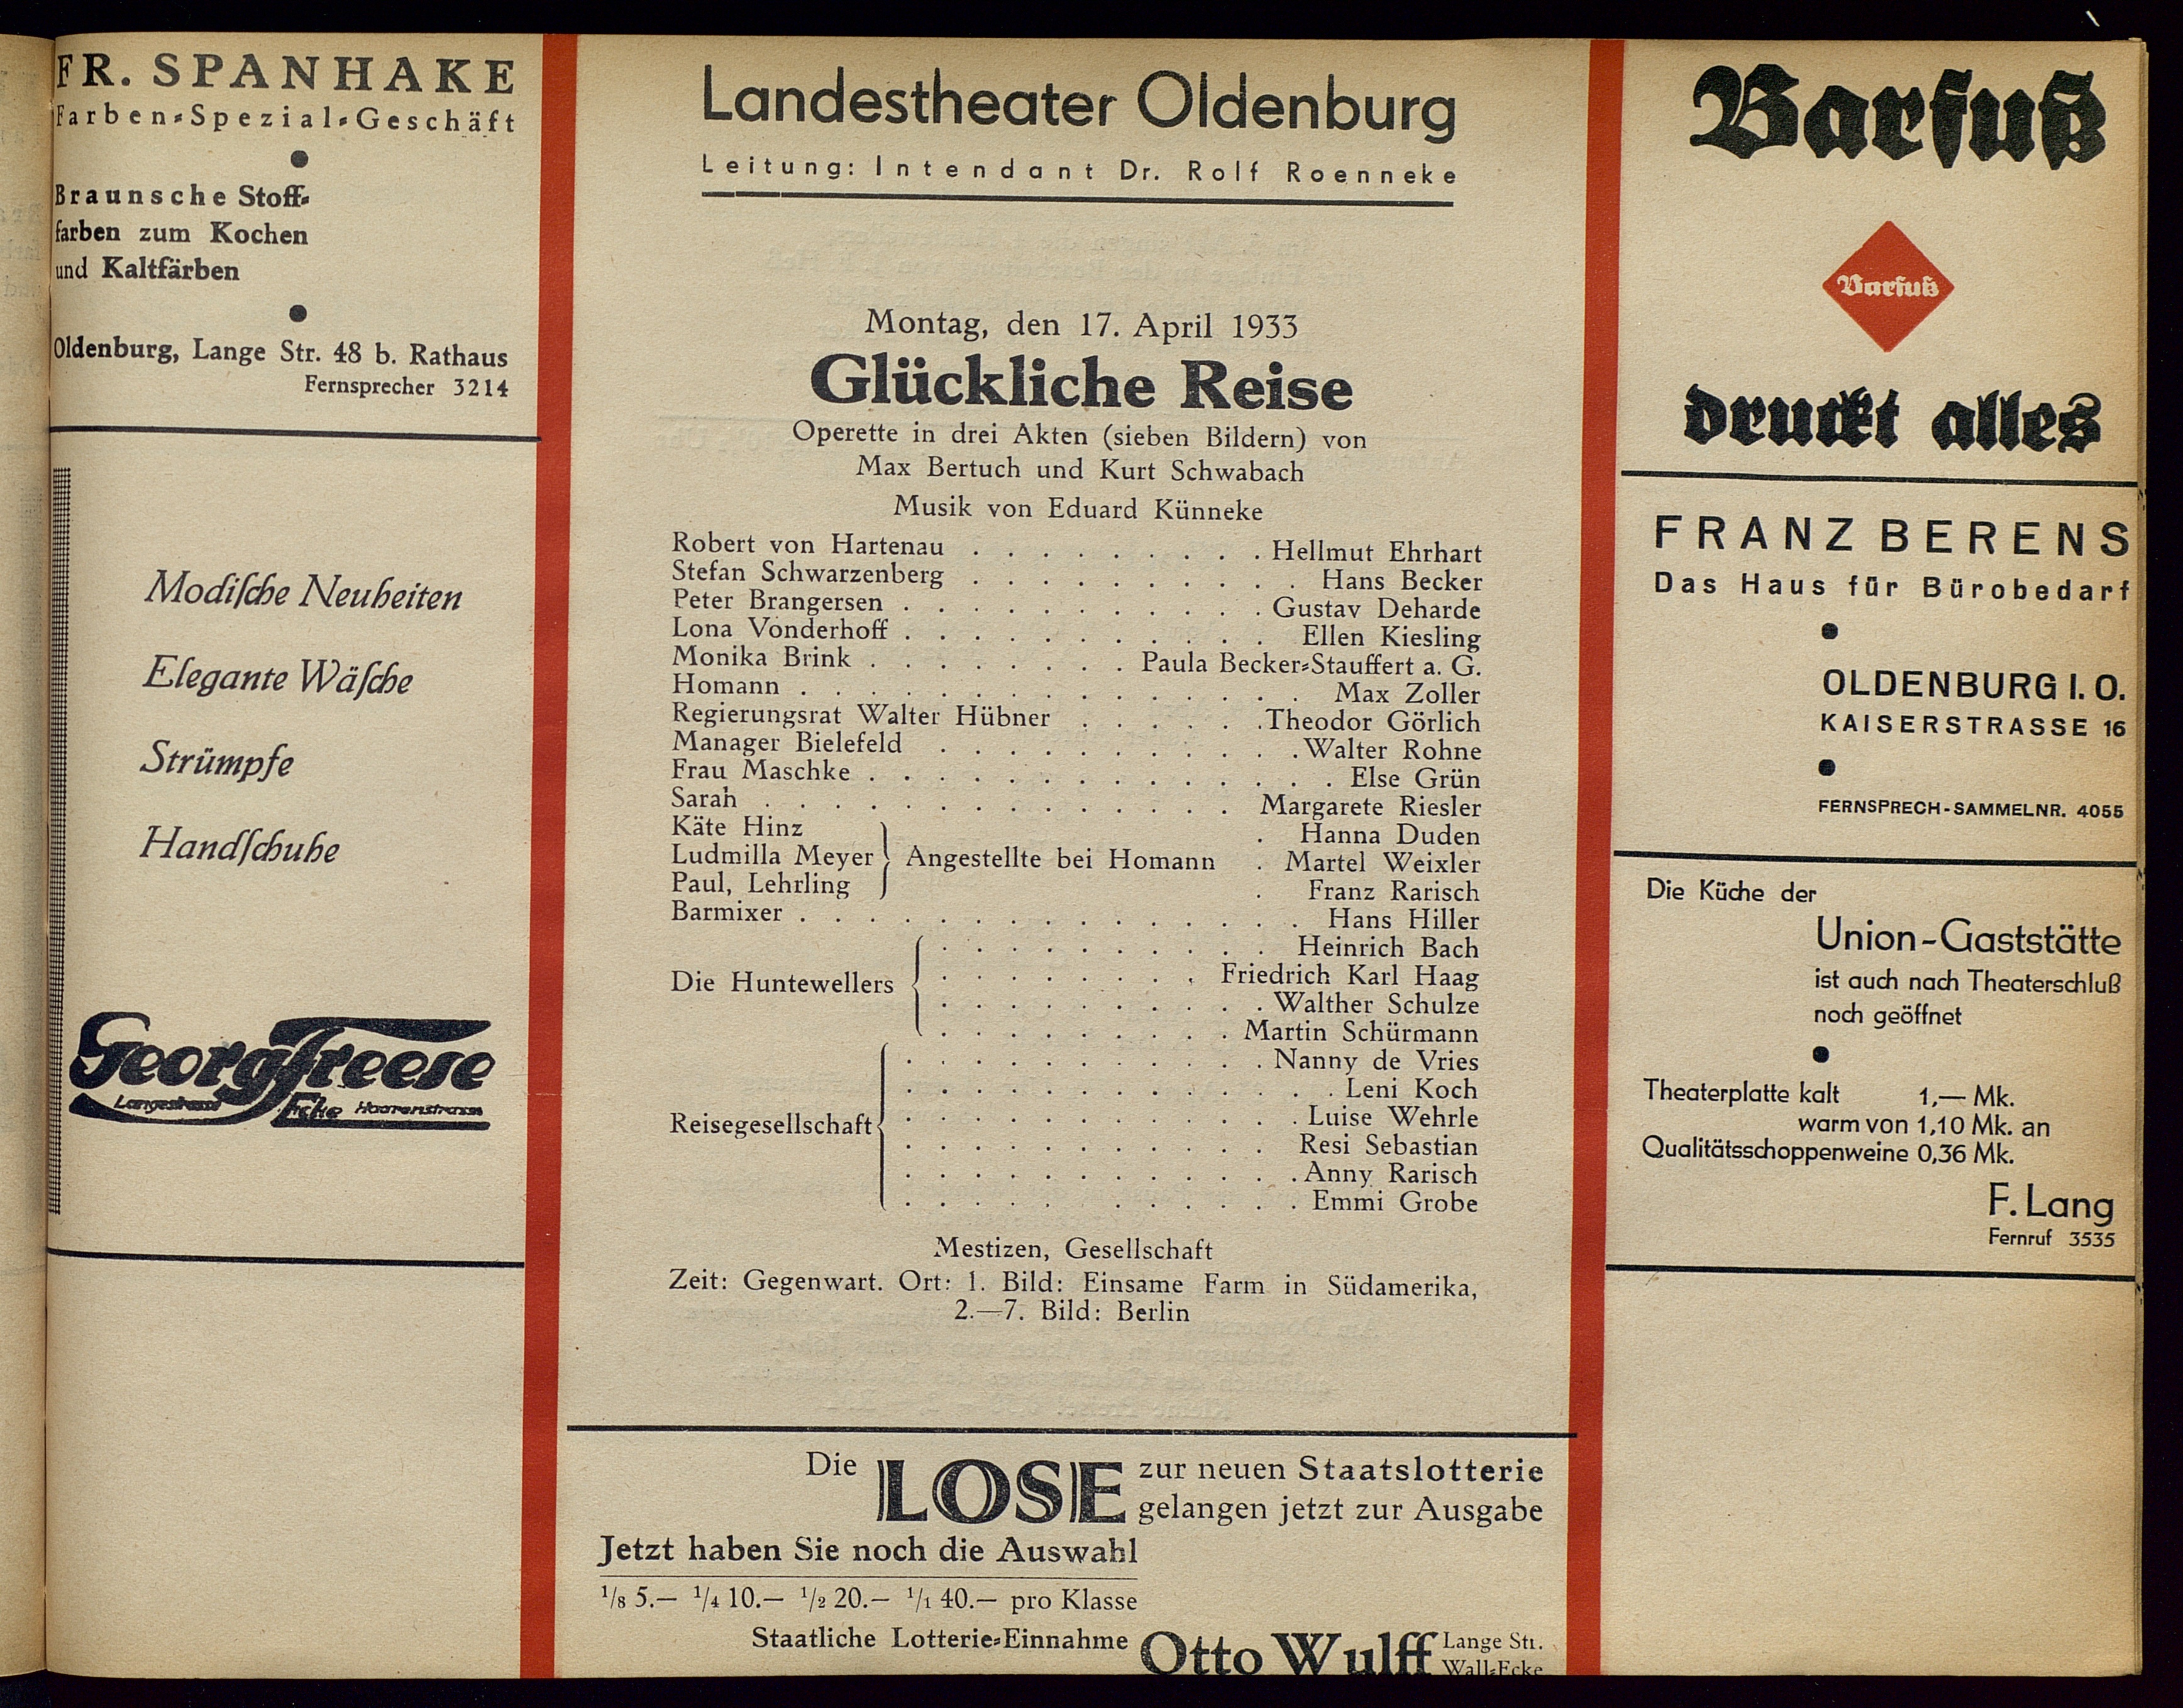 FR. SPANHAKE
Farben-Spezial-Geschäft
Braunsche Stoff-
farben zum Kochen
und Kaltfärben
Oldenburg, Lange Str. 48 b. Rathaus
Fernsprecher 3214
Modische Neuheiten
Elegante Wäsche
Strümpfe
Handschuhe
Georg Freese
Langestrasse Ecke Haarenstrasse
Landestheater Oldenburg
Leitung: Intendant Dr. Rolf Roenneke
Montag, den 17. April 1933
Glückliche Reise
Operette in drei Akten (sieben Bildern) von
Max Bertuch und Kurt Schwabach
Musik von Eduard Künneke
Robert von Hartenau . . . . . . . . . Hellmut Ehrhart
Stefan Schwarzenberg . . . . . . . . . . Hans Becker
Peter Brangersen . . . . . . . . . . . Gustav Deharde
Lona Vonderhoff . . . . . . . . . . . Ellen Kiesling
Monika Brink . . . . . . . . Paula Becker-Stauffert a. G.
Homann . . . . . . . . . . . . . . . Max Zoller
Regierungsrat Walter Hübner . . . . . . Theodor Görlich
Manager Bielefeld . . . . . . . . . . . Walter Rohne
Frau Maschke . . . . . . . . . . . . . . Else Grün
Sarah . . . . . . . . . . . . . . Margarete Riesler
Käte Hinz . Hanna Duden
Ludmilla Meyer } Angestellte bei Homann . Martel Weixler
Paul, Lehrling . Franz Rarisch
Barmixer . . . . . . . . . . . . . . . Hans Hiller
. . . . . . . . . . Heinrich Bach
Die Huntewellers { . . . . . . . . Friedrich Karl Haag
. . . . . . . . . . Walther Schulze
. . . . . . . . . Martin Schürmann
. . . . . . . . . . . Nanny de Vries
. . . . . . . . . . . . . Leni Koch
Reisegesellschaft { . . . . . . . . . . . . Luise Wehrle
. . . . . . . . . . . Resi Sebastian
. . . . . . . . . . . . Anny Rarisch
. . . . . . . . . . . . Emmi Grobe
Mestizen, Gesellschaft
Zeit: Gegenwart. Ort: 1. Bild: Einsame Farm in Südamerika,
2.—7. Bild: Berlin
Die LOSE zur neuen Staatslotterie
gelangen jetzt zur Ausgabe
Jetzt haben Sie noch die Auswahl
1/8 5.— 1/4 10.— 1/2 20.— 1/1 40.— pro Klasse
Staatliche Lotterie-Einnahme Otto Wulff Lange Str.
Wall-Ecke
Barfuß
Barfuß
druckt alles
FRANZ BERENS
Das Haus für Bürobedarf
OLDENBURG I. O.
KAISERSTRASSE 16
FERNSPRECH-SAMMELNR. 4055
Die Küche der
Union-Gaststätte
ist auch nach Theaterschluß
noch geöffnet
Theaterplatte kalt 1,— Mk.
warm von 1,10 Mk. an
Qualitätsschoppenweine 0,36 Mk.
F. Lang
Fernruf 3535